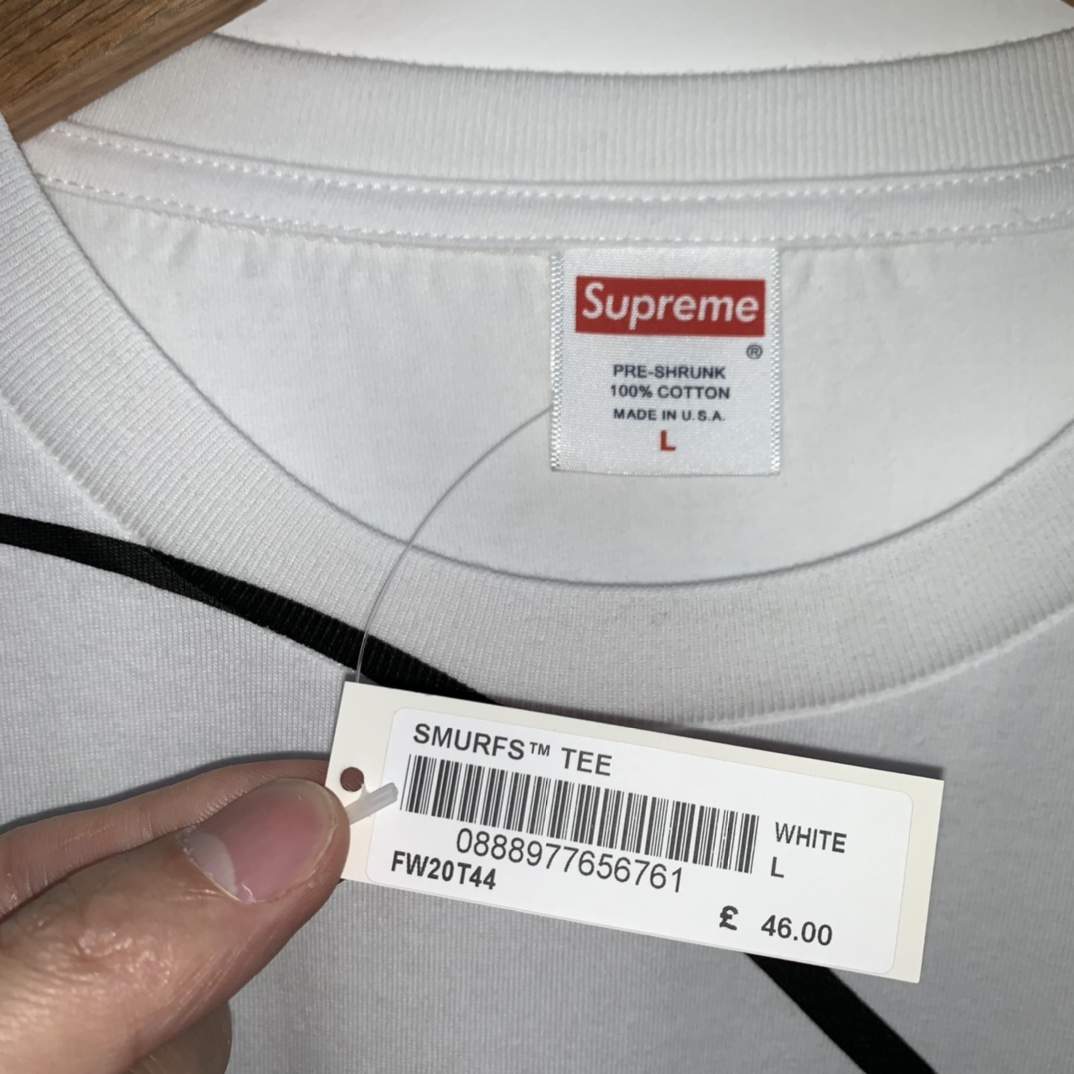 Supreme
®
PRE-SHRUNK
100% COTTON
MADE IN U.S.A.
L
SMURFS™ TEE
WHITE
L
0888977656761
FW20T44
£ 46.00